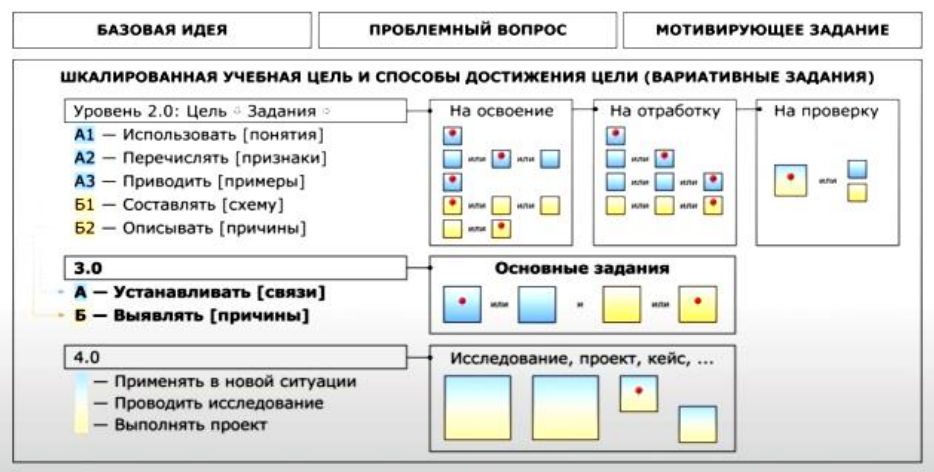 БАЗОВАЯ ИДЕЯ
ПРОБЛЕМНЫЙ ВОПРОС
МОТИВИРУЮЩЕЕ ЗАДАНИЕ
ШКАЛИРОВАННАЯ УЧЕБНАЯ ЦЕЛЬ И СПОСОБЫ ДОСТИЖЕНИЯ ЦЕЛИ (ВАРИАТИВНЫЕ ЗАДАНИЯ)
Уровень 2.0: Цель Задания
А1 — Использовать [понятия]
А2 — Перечислять [признаки]
А3 — Приводить [примеры]
Б1 — Составлять [схему]
Б2 — Описывать [причины]
На освоение
или или
или или
или
На отработку
или
или или
или или
На проверку
или
3.0
А — Устанавливать [связи]
Б — Выявлять [причины]
Основные задания
или и или
4.0
— Применять в новой ситуации
— Проводить исследование
— Выполнять проект
Исследование, проект, кейс, ...